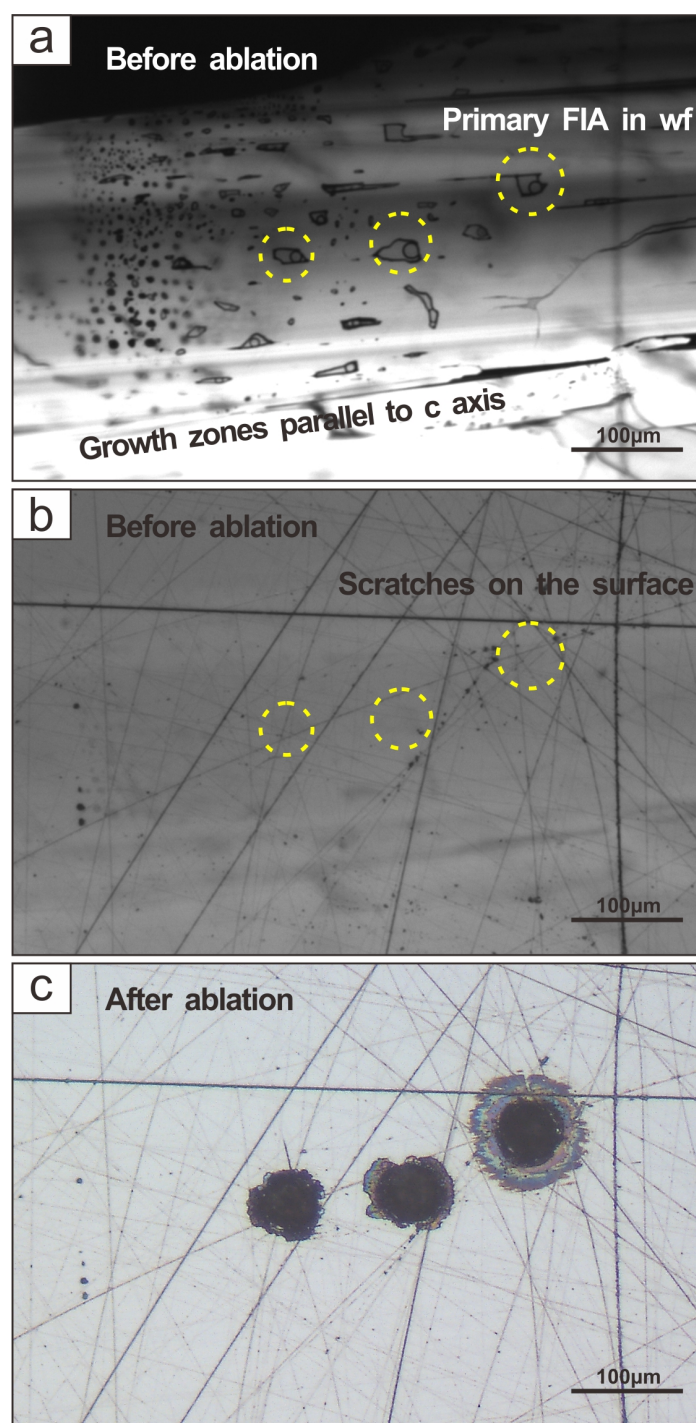 a
Before ablation
Primary FIA in wf
Growth zones parallel to c axis
100µm
b
Before ablation
Scratches on the surface
100µm
c
After ablation
100µm